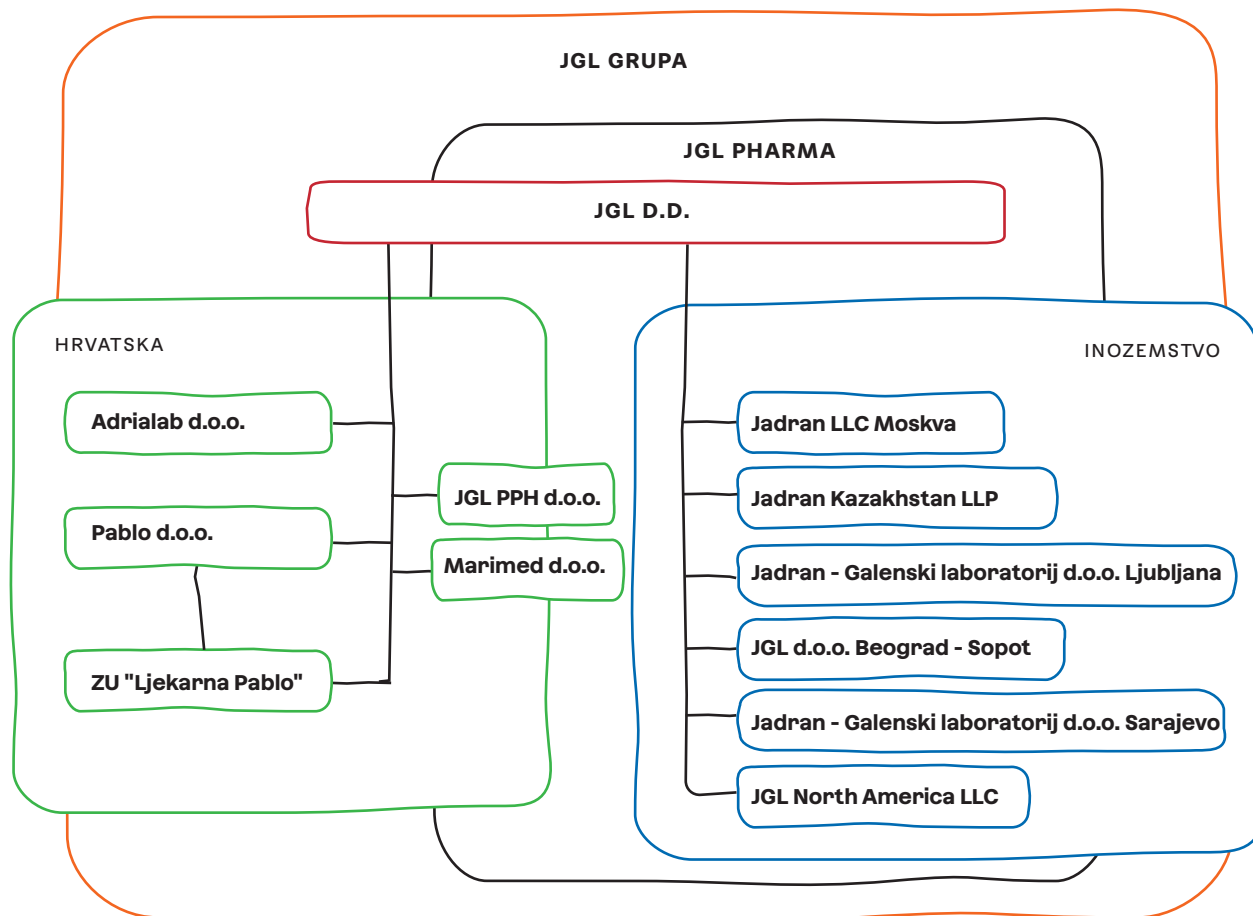 JGL GRUPA
JGL PHARMA
JGL D.D.
HRVATSKA
Adrialab d.o.o.
JGL PPH d.o.o.
Pablo d.o.o.
Marimed d.o.o.
ZU "Ljekarna Pablo"
INOZEMSTVO
Jadran LLC Moskva
Jadran Kazakhstan LLP
Jadran - Galenski laboratorij d.o.o. Ljubljana
JGL d.o.o. Beograd - Sopot
Jadran - Galenski laboratorij d.o.o. Sarajevo
JGL North America LLC